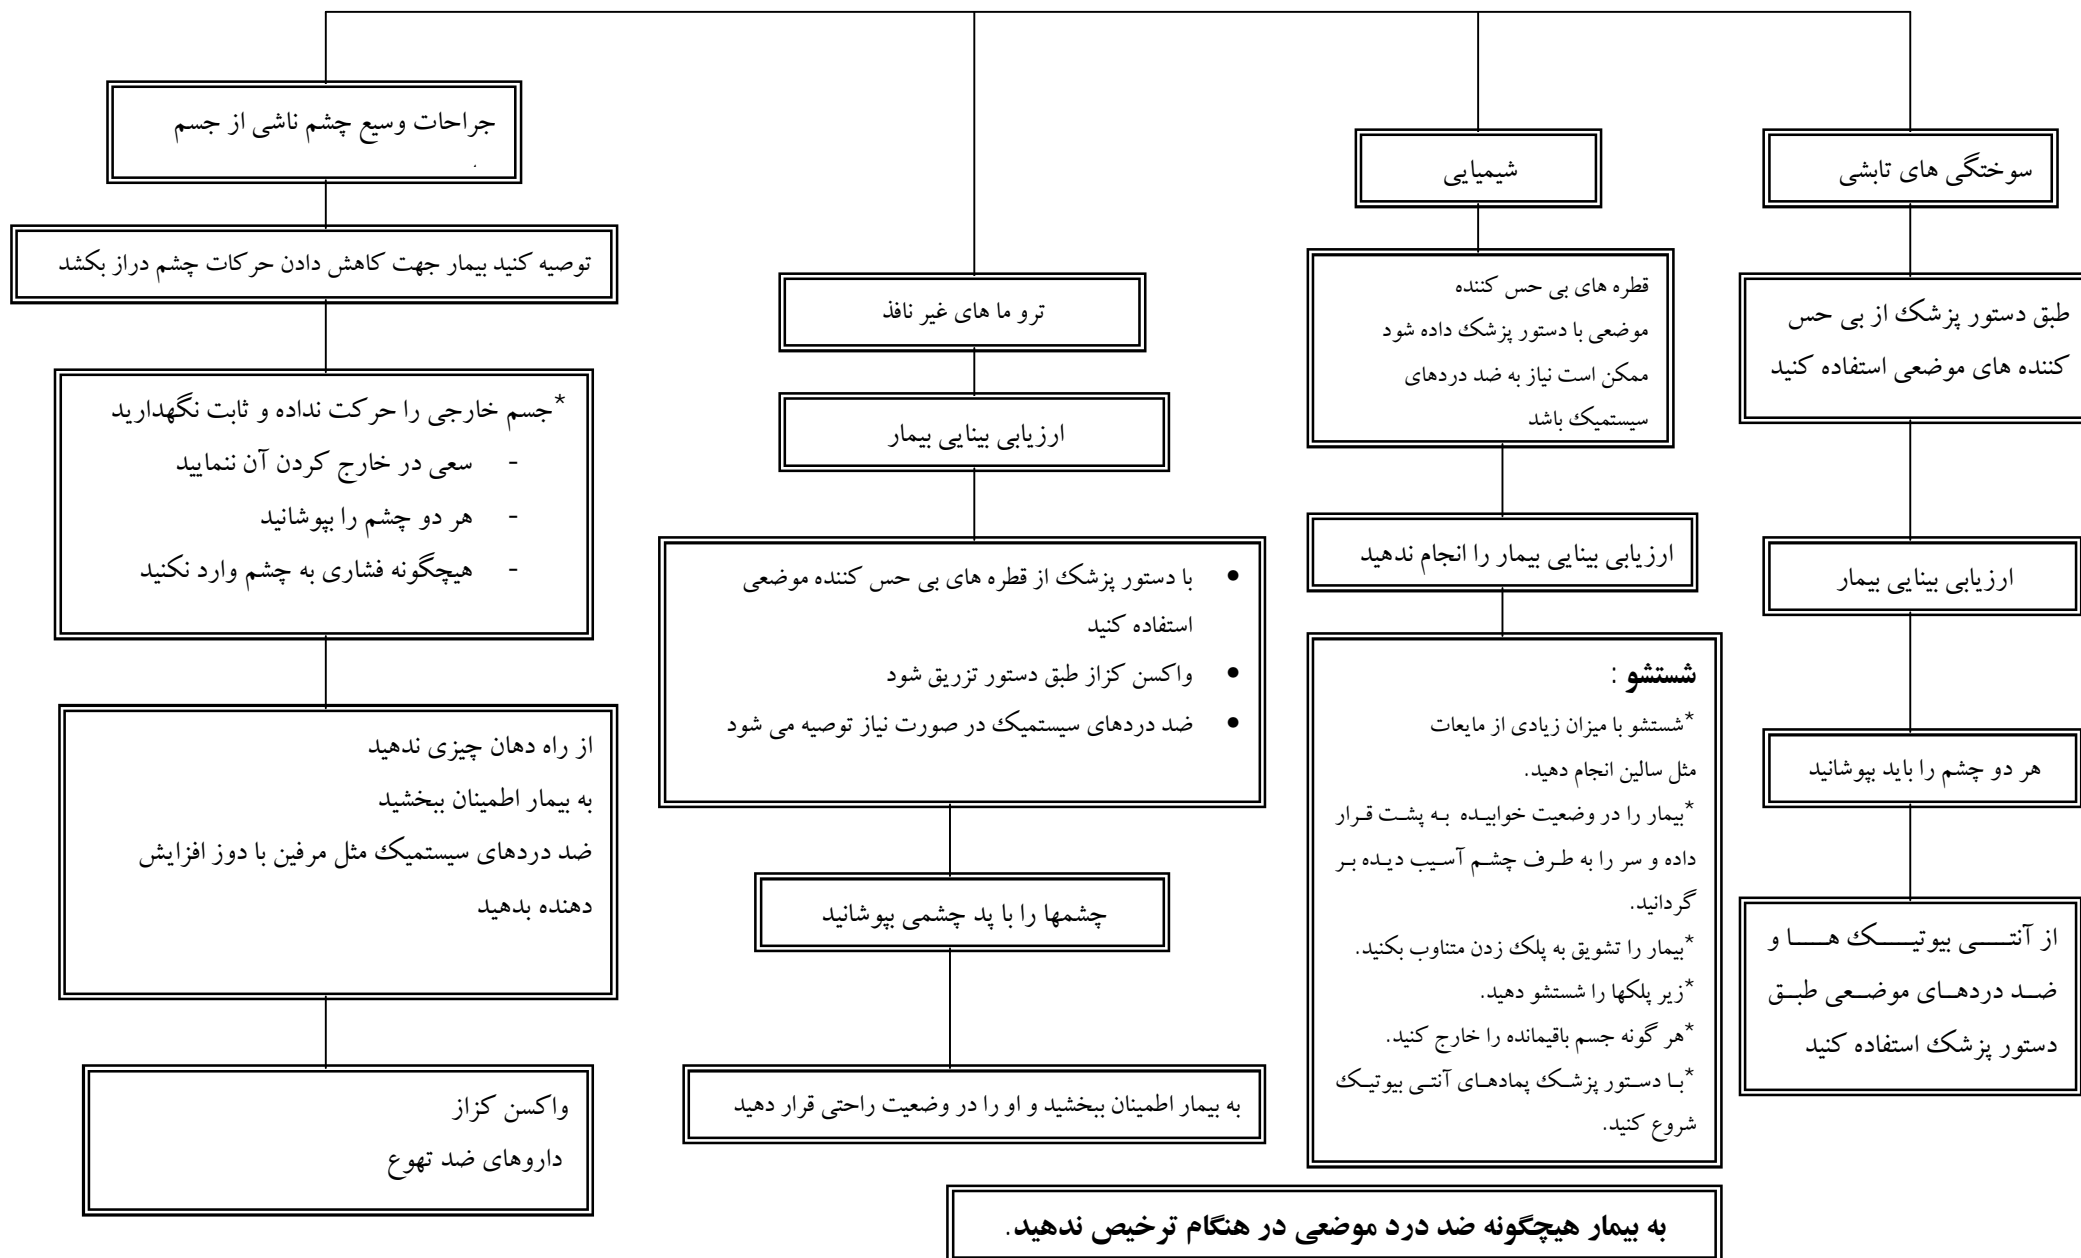 سوختگی های تابشی
طبق دستور پزشک از بی حس
کننده های موضعی استفاده کنید
ارزیابی بینایی بیمار
هر دو چشم را باید بپوشانید
از آنتی بیوتیک ها و
ضد دردهای موضعی طبق
دستور پزشک استفاده کنید
شیمیایی
قطره های بی حس کننده
موضعی با دستور پزشک داده شود
ممکن است نیاز به ضد دردهای
سیستمیک باشد
ارزیابی بینایی بیمار را انجام ندهید
شستشو :
*شستشو با میزان زیادی از مایعات
مثل سالین انجام دهید.
*بیمار را در وضعیت خوابیده به پشت قرار
داده و سر را به طرف چشم آسیب دیده بر
گردانید.
*بیمار را تشویق به پلک زدن متناوب بکنید.
*زیر پلکها را شستشو دهید.
*هر گونه جسم باقیمانده را خارج کنید.
*با دستور پزشک پمادهای آنتی بیوتیک
شروع کنید.
ترو ما های غیر نافذ
ارزیابی بینایی بیمار
• با دستور پزشک از قطره های بی حس کننده موضعی
استفاده کنید
• واکسن کزاز طبق دستور تزریق شود
• ضد دردهای سیستمیک در صورت نیاز توصیه می شود
چشمها را با پد چشمی بپوشانید
به بیمار اطمینان ببخشید و او را در وضعیت راحتی قرار دهید
جراحات وسیع چشم ناشی از جسم
توصیه کنید بیمار جهت کاهش دادن حرکات چشم دراز بکشد
*جسم خارجی را حرکت نداده و ثابت نگهدارید
- سعی در خارج کردن آن ننمایید
- هر دو چشم را بپوشانید
- هیچگونه فشاری به چشم وارد نکنید
از راه دهان چیزی ندهید
به بیمار اطمینان ببخشید
ضد دردهای سیستمیک مثل مرفین با دوز افزایش
دهنده بدهید
واکسن کزاز
داروهای ضد تهوع
به بیمار هیچگونه ضد درد موضعی در هنگام ترخیص ندهید.